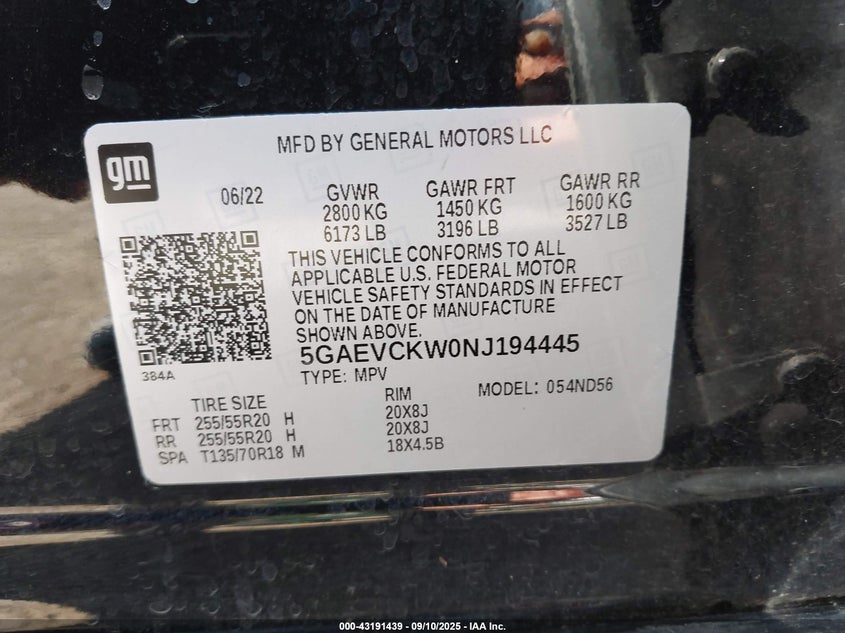 MFD BY GENERAL MOTORS LLC
gm
06/22 GVWR GAWR FRT GAWR RR
2800 KG 1450 KG 1600 KG
6173 LB 3196 LB 3527 LB
THIS VEHICLE CONFORMS TO ALL
APPLICABLE U.S. FEDERAL MOTOR
VEHICLE SAFETY STANDARDS IN EFFECT
ON THE DATE OF MANUFACTURE
SHOWN ABOVE.
5GAEVCKW0NJ194445
384A
TYPE: MPV MODEL: 054ND56
TIRE SIZE RIM
FRT 255/55R20 H 20X8J
RR 255/55R20 H 20X8J
SPA T135/70R18 M 18X4.5B
000-43191439 - 09/10/2025 - IAA Inc.